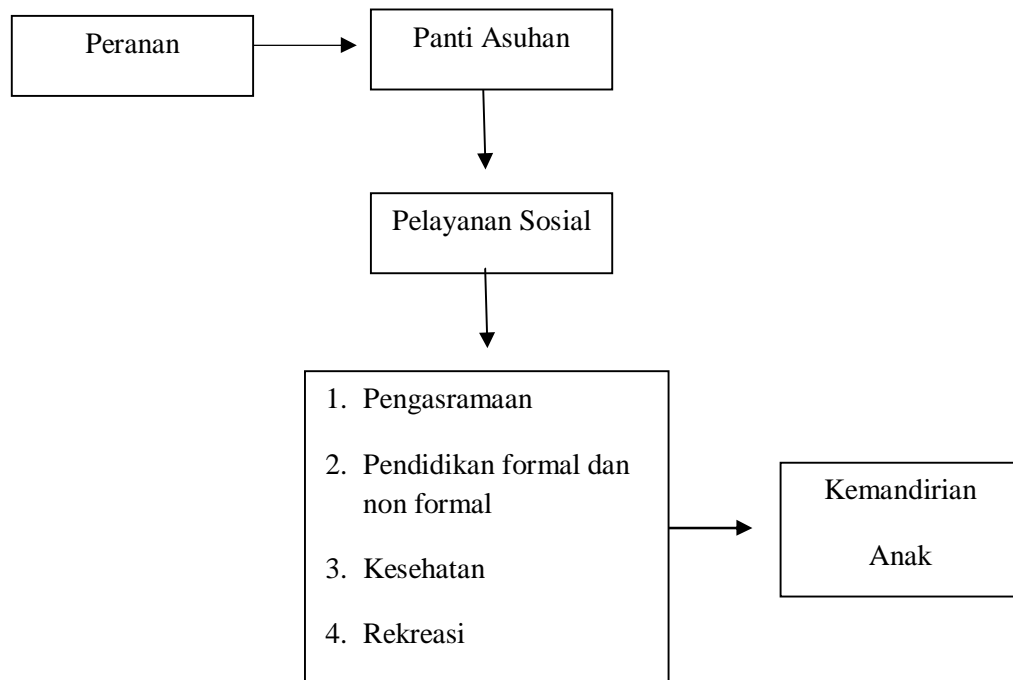 Peranan
Panti Asuhan
Pelayanan Sosial
1. Pengasramaan
2. Pendidikan formal dan
non formal
3. Kesehatan
4. Rekreasi
Kemandirian
Anak